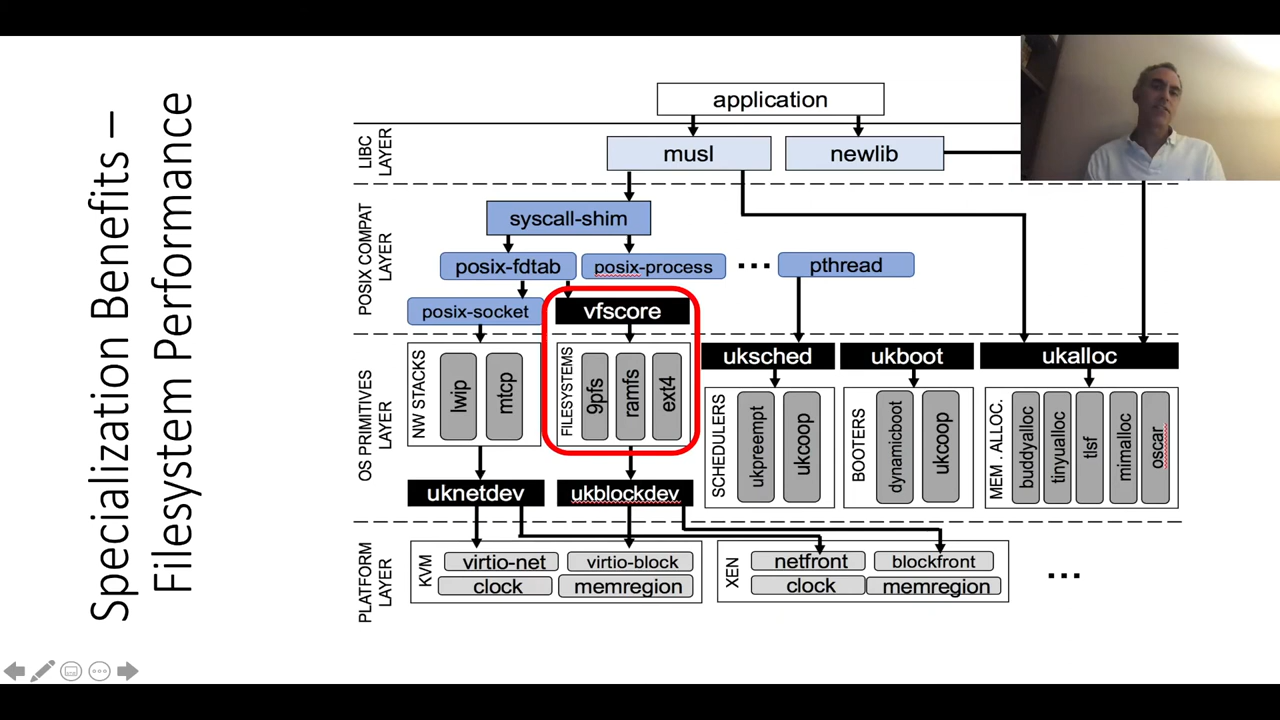 Specialization Benefits –
Filesystem Performance
application
LIBC
LAYER
musl
newlib
POSIX COMPAT
LAYER
syscall-shim
posix-fdtab
posix-process
...
pthread
posix-socket
vfscore
OS PRIMITIVES
LAYER
NW STACKS
lwip
mtcp
FILESYSTEMS
9pfs
ramfs
ext4
uksched
ukboot
ukalloc
SCHEDULERS
ukpreempt
ukcoop
BOOTERS
dynamicboot
ukcoop
MEM . ALLOC.
buddyalloc
tinyualloc
tlsf
mimalloc
oscar
uknetdev
ukblockdev
PLATFORM
LAYER
KVM
virtio-net
virtio-block
clock
memregion
XEN
netfront
blockfront
clock
memregion
...